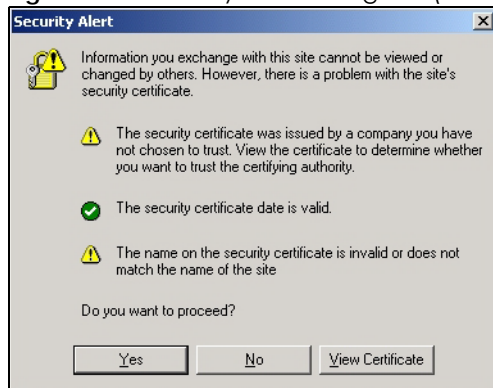 Security Alert
Information you exchange with this site cannot be viewed or
changed by others. However, there is a problem with the site's
security certificate.
The security certificate was issued by a company you have
not chosen to trust. View the certificate to determine whether
you want to trust the certifying authority.
The security certificate date is valid.
The name on the security certificate is invalid or does not
match the name of the site
Do you want to proceed?
Yes No View Certificate